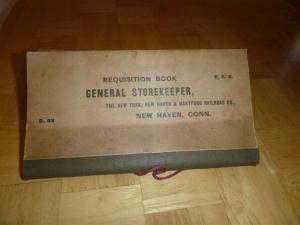 REQUISITION BOOK
GENERAL STOREKEEPER,
THE NEW YORK, NEW HAVEN & HARTFORD RAILROAD CO.,
NEW HAVEN, CONN.